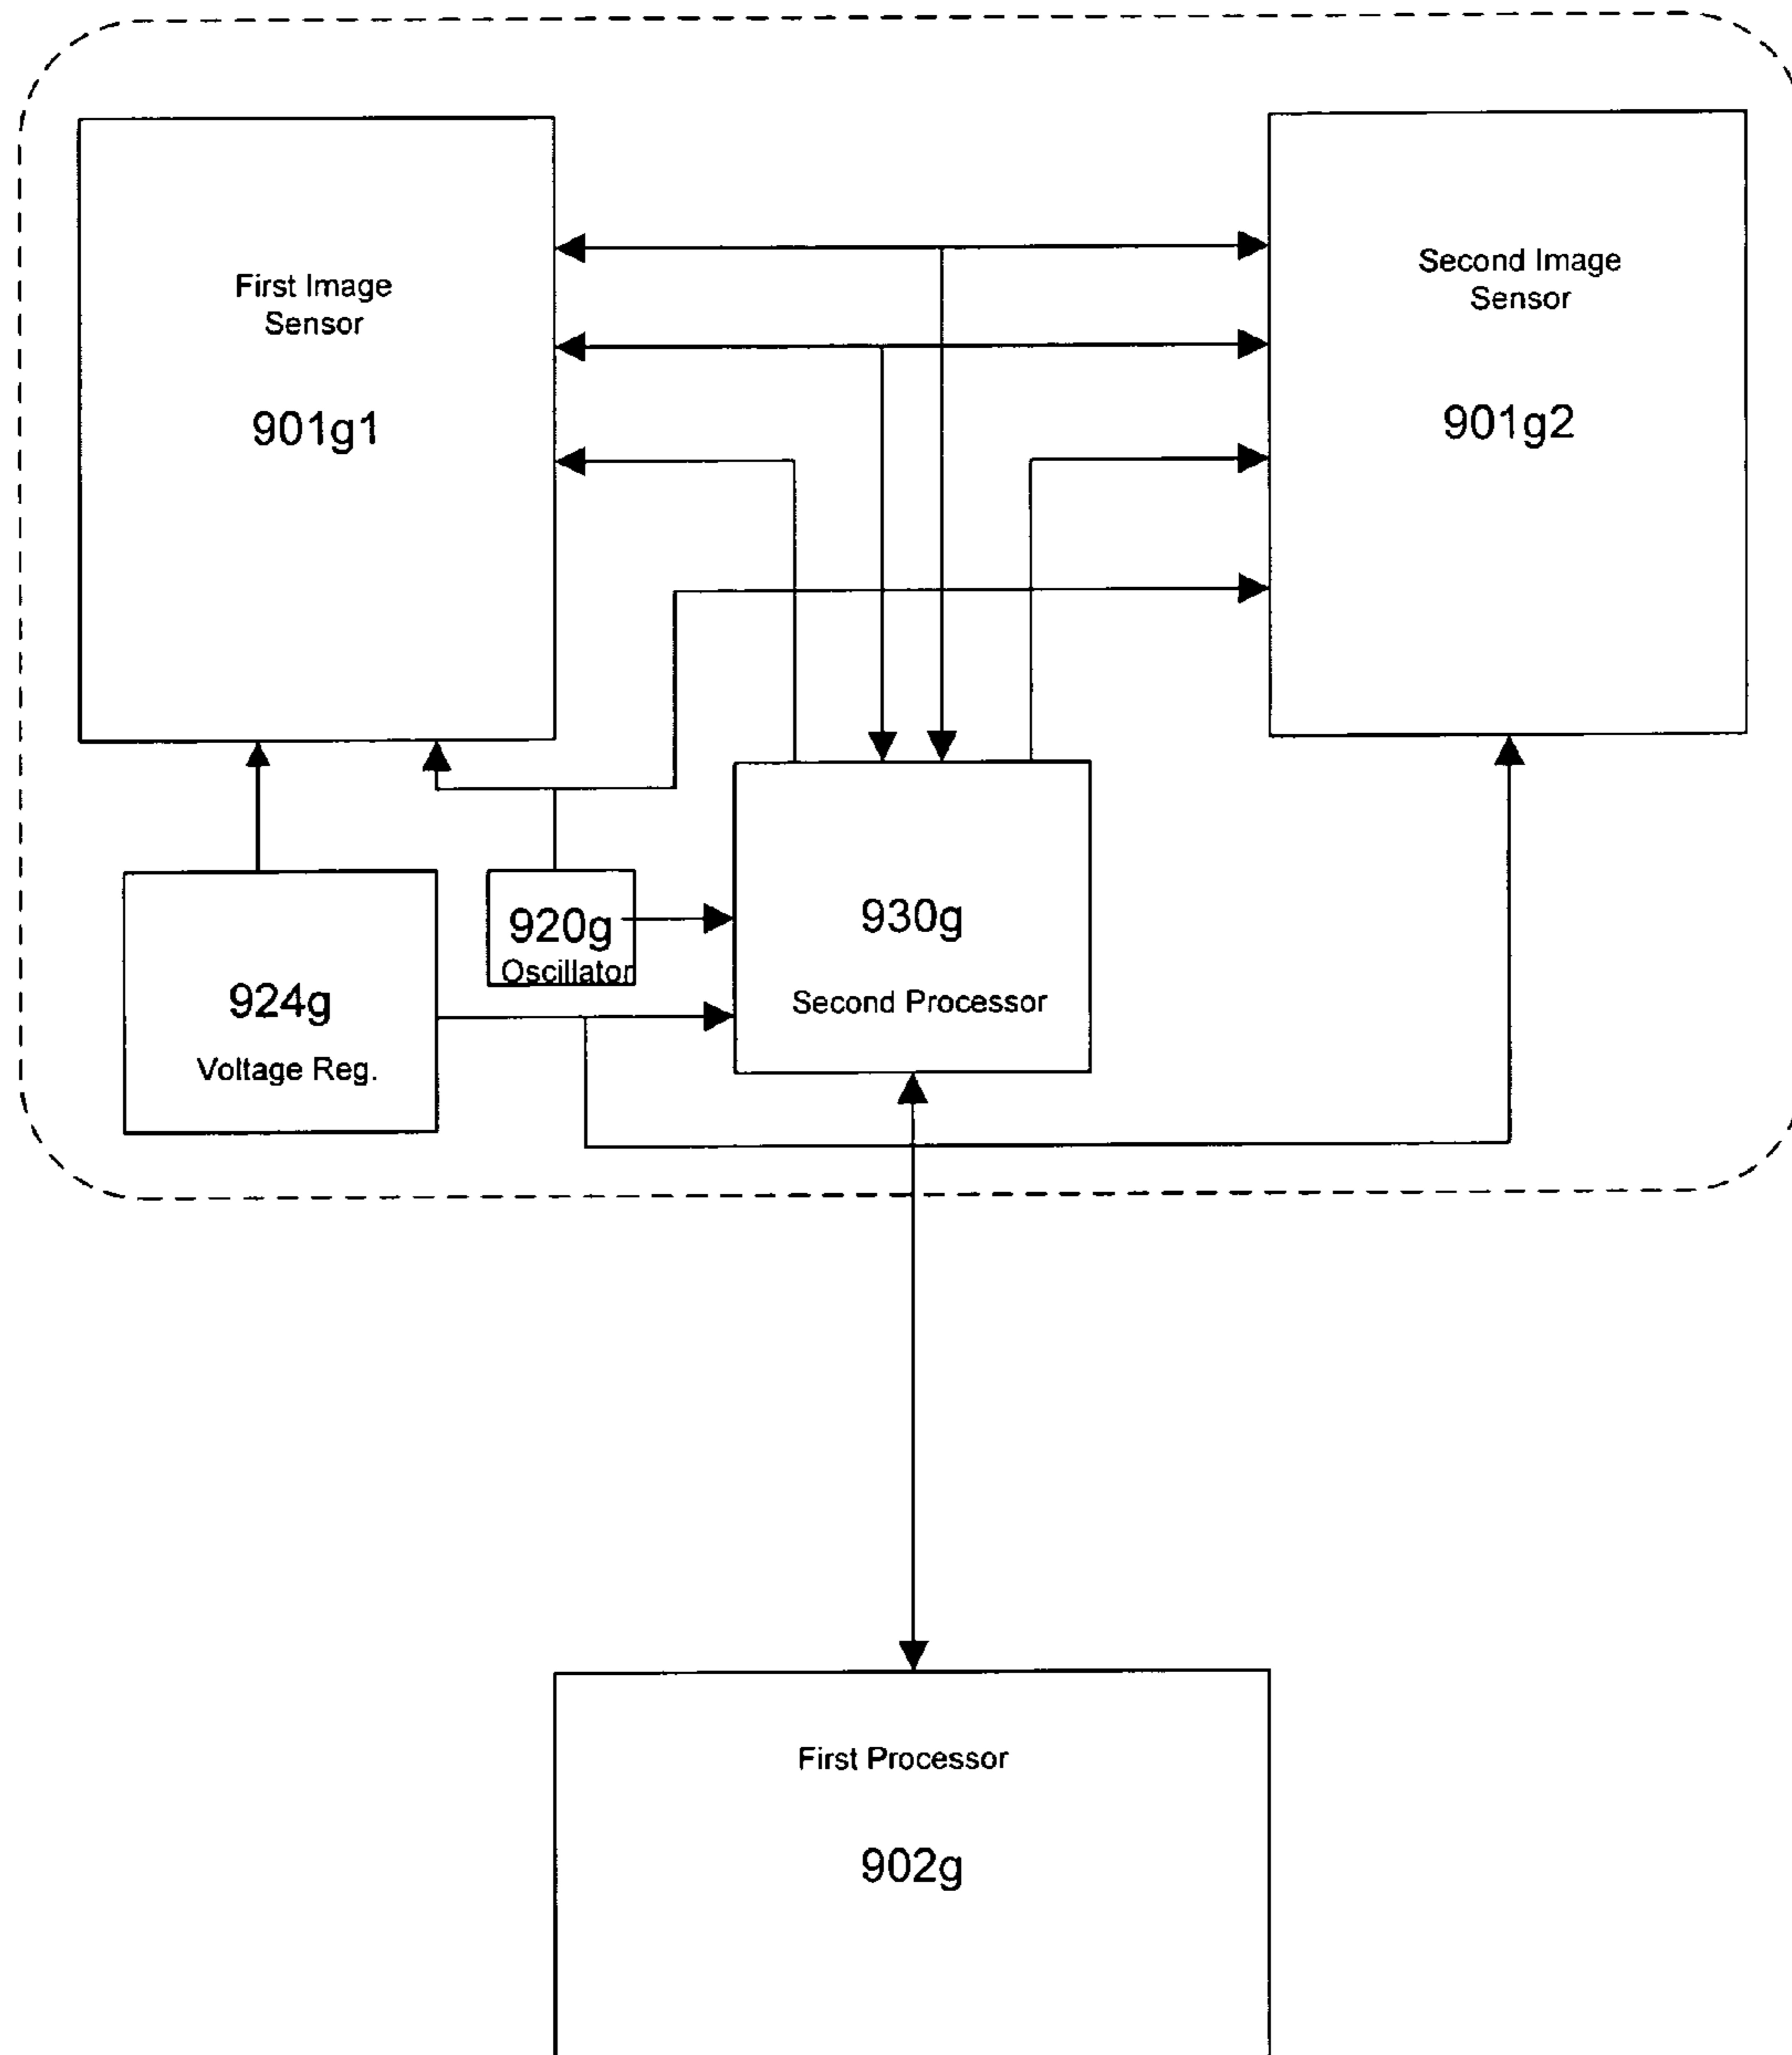 First Image
Sensor
901g1
Second Image
Sensor
901g2
920g
Oscillator
930g
Second Processor
924g
Voltage Reg.
First Processor
902g